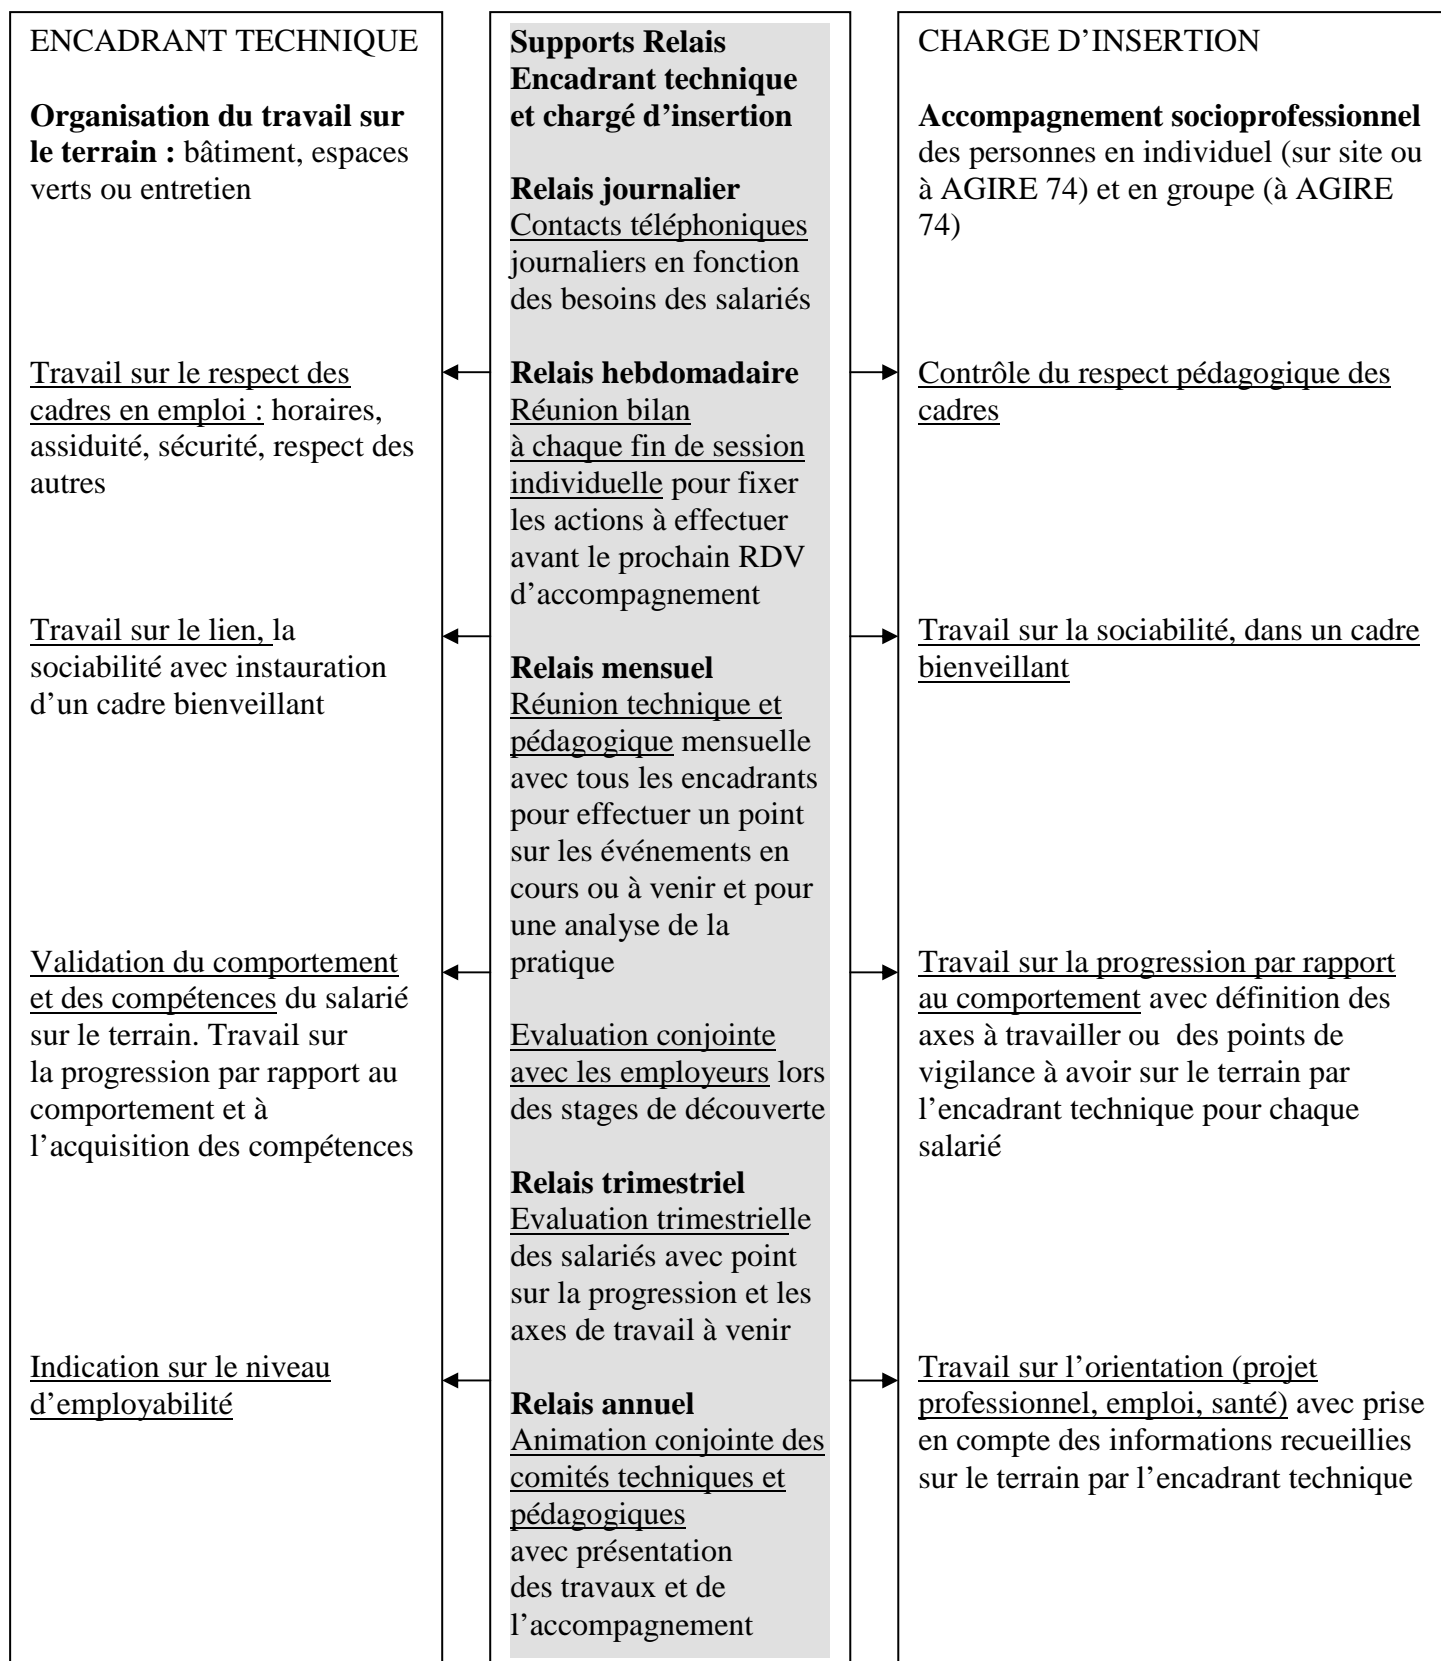 ENCADRANT TECHNIQUE
Organisation du travail sur
le terrain : bâtiment, espaces
verts ou entretien
Travail sur le respect des
cadres en emploi : horaires,
assiduité, sécurité, respect des
autres
Travail sur le lien, la
sociabilité avec instauration
d’un cadre bienveillant
Validation du comportement
et des compétences du salarié
sur le terrain. Travail sur
la progression par rapport au
comportement et à
l’acquisition des compétences
Indication sur le niveau
d’employabilité
Supports Relais
Encadrant technique
et chargé d’insertion
Relais journalier
Contacts téléphoniques
journaliers en fonction
des besoins des salariés
Relais hebdomadaire
Réunion bilan
à chaque fin de session
individuelle pour fixer
les actions à effectuer
avant le prochain RDV
d’accompagnement
Relais mensuel
Réunion technique et
pédagogique mensuelle
avec tous les encadrants
pour effectuer un point
sur les événements en
cours ou à venir et pour
une analyse de la
pratique
Evaluation conjointe
avec les employeurs lors
des stages de découverte
Relais trimestriel
Evaluation trimestrielle
des salariés avec point
sur la progression et les
axes de travail à venir
Relais annuel
Animation conjointe des
comités techniques et
pédagogiques
avec présentation
des travaux et de
l’accompagnement
CHARGE D’INSERTION
Accompagnement socioprofessionnel
des personnes en individuel (sur site ou
à AGIRE 74) et en groupe (à AGIRE
74)
Contrôle du respect pédagogique des
cadres
Travail sur la sociabilité, dans un cadre
bienveillant
Travail sur la progression par rapport
au comportement avec définition des
axes à travailler ou  des points de
vigilance à avoir sur le terrain par
l’encadrant technique pour chaque
salarié
Travail sur l’orientation (projet
professionnel, emploi, santé) avec prise
en compte des informations recueillies
sur le terrain par l’encadrant technique